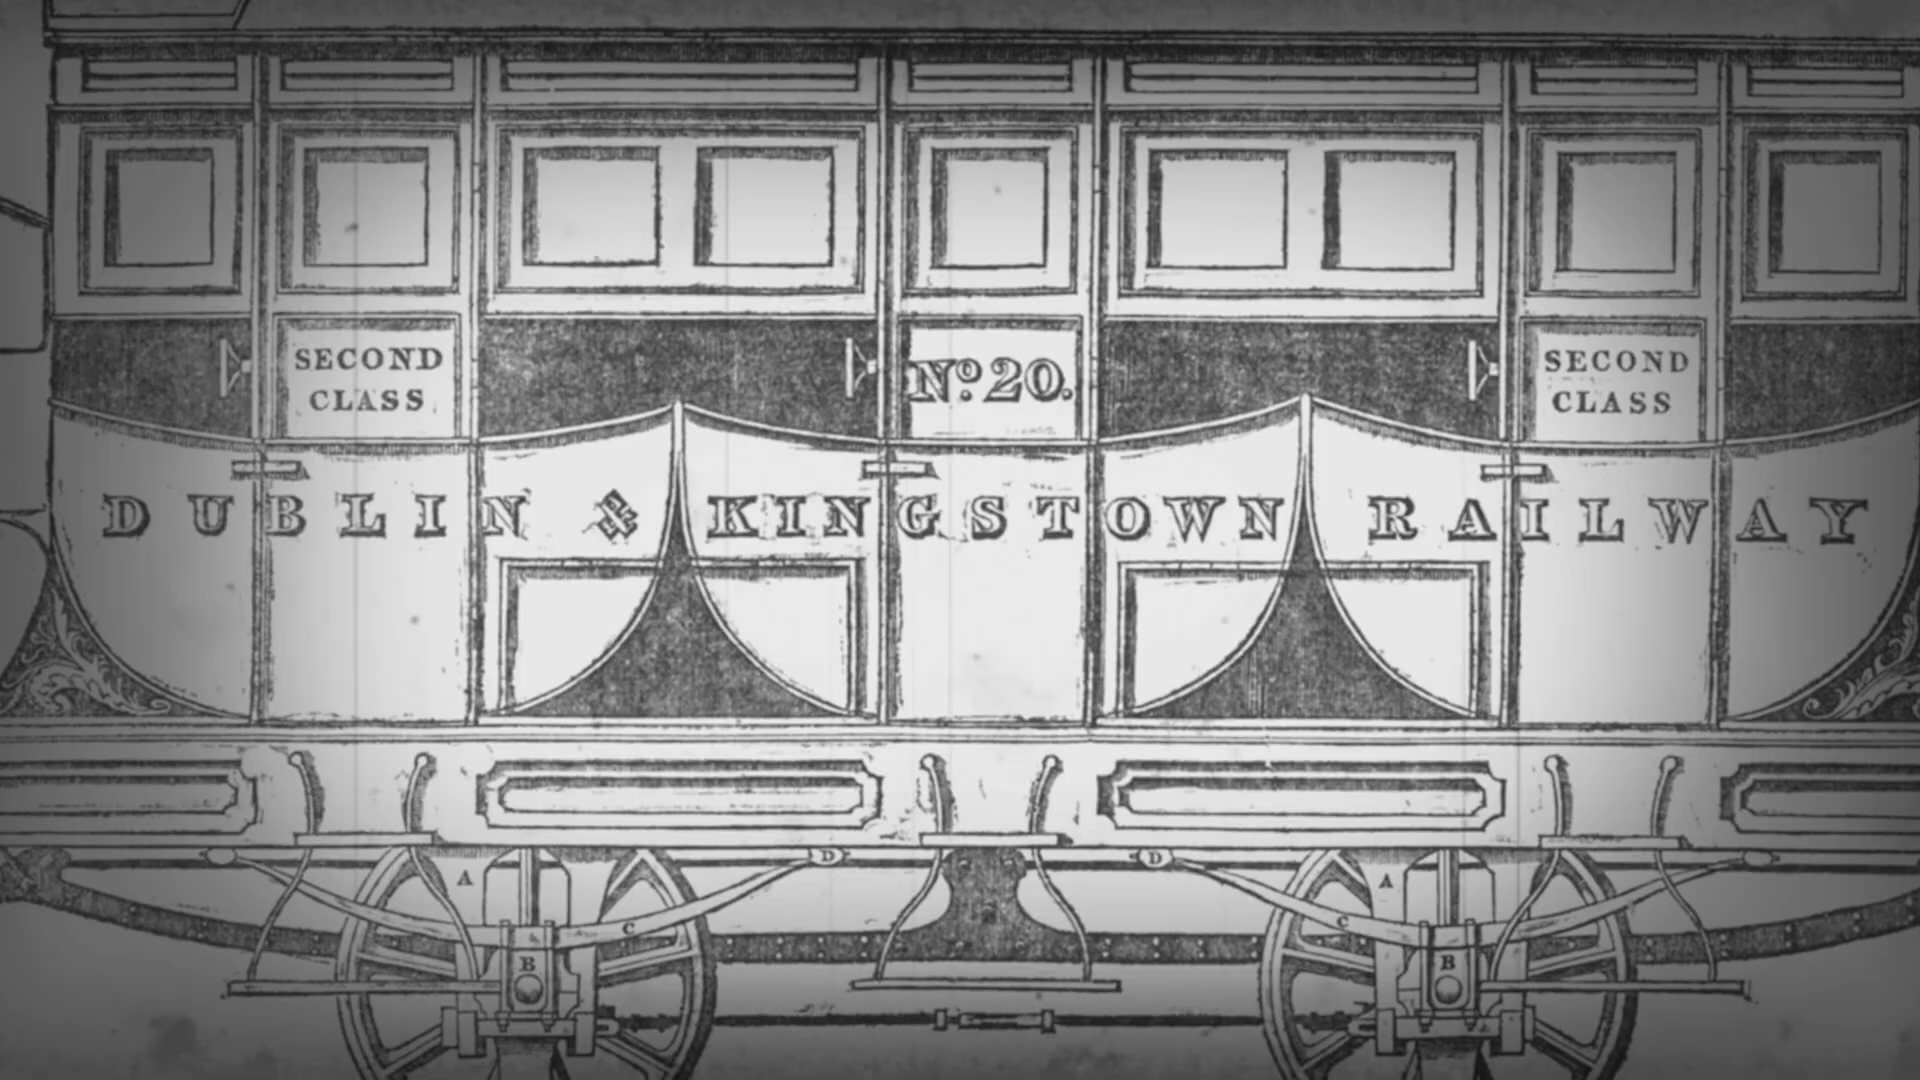 SECOND
CLASS
Nº. 20.
SECOND
CLASS
DUBLIN & KINGSTOWN RAILWAY
D
D
A
A
C
C
B
B